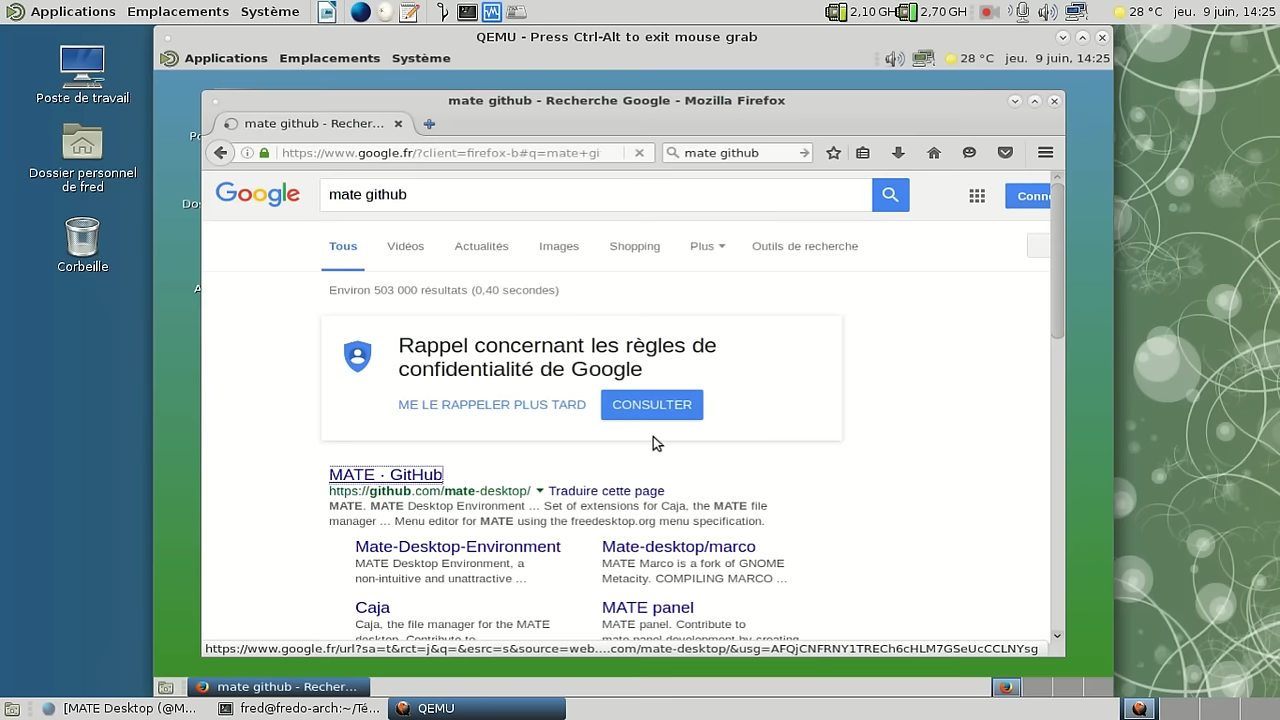 Applications Emplacements Système 2,10 GH 2,70 GH 28 °C jeu. 9 juin, 14:25
QEMU - Press Ctrl-Alt to exit mouse grab
Applications Emplacements Système 28 °C jeu. 9 juin, 14:25
Poste de travail
Dossier personnel
de fred
Corbeille
mate github - Recherche Google - Mozilla Firefox
mate github - Recher...
https://www.google.fr/?client=firefox-b#q=mate+gi
mate github
Google
mate github
Conn
Tous Vidéos Actualités Images Shopping Plus Outils de recherche
Environ 503 000 résultats (0,40 secondes)
Rappel concernant les règles de
confidentialité de Google
ME LE RAPPELER PLUS TARD CONSULTER
MATE · GitHub
https://github.com/mate-desktop/ Traduire cette page
MATE. MATE Desktop Environment ... Set of extensions for Caja, the MATE file
manager ... Menu editor for MATE using the freedesktop.org menu specification.
Mate-Desktop-Environment
MATE Desktop Environment, a
non-intuitive and unattractive ...
Mate-desktop/marco
MATE Marco is a fork of GNOME
Metacity. COMPILING MARCO ...
Caja
Caja, the file manager for the MATE
desktop. Contribute to
MATE panel
MATE panel. Contribute to
mate-panel development by creating
https://www.google.fr/url?sa=t&rct=j&q=&esrc=s&source=web....com/mate-desktop/&usg=AFQjCNFRNY1TRECh6cHLM7GSeUcCCLNYsg
mate github - Recher...
[MATE Desktop (@M... fred@fredo-arch:~/Té... QEMU